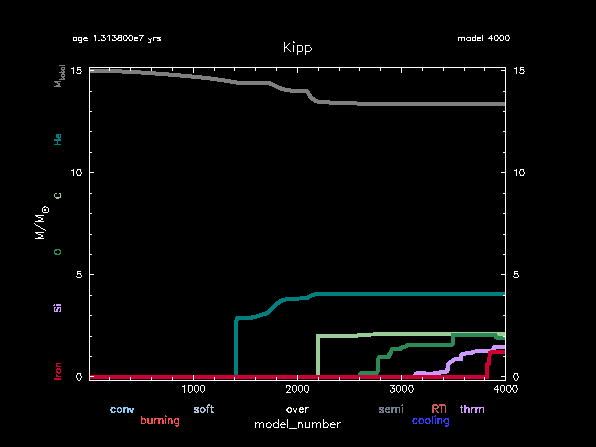 age 1.313800e7 yrs
model 4000
Kipp
M/M☉
M_total
He
C
O
Si
Iron
15
10
5
0
15
10
5
0
1000
2000
3000
4000
conv
soft
over
semi
RTI
thrm
burning
cooling
model_number